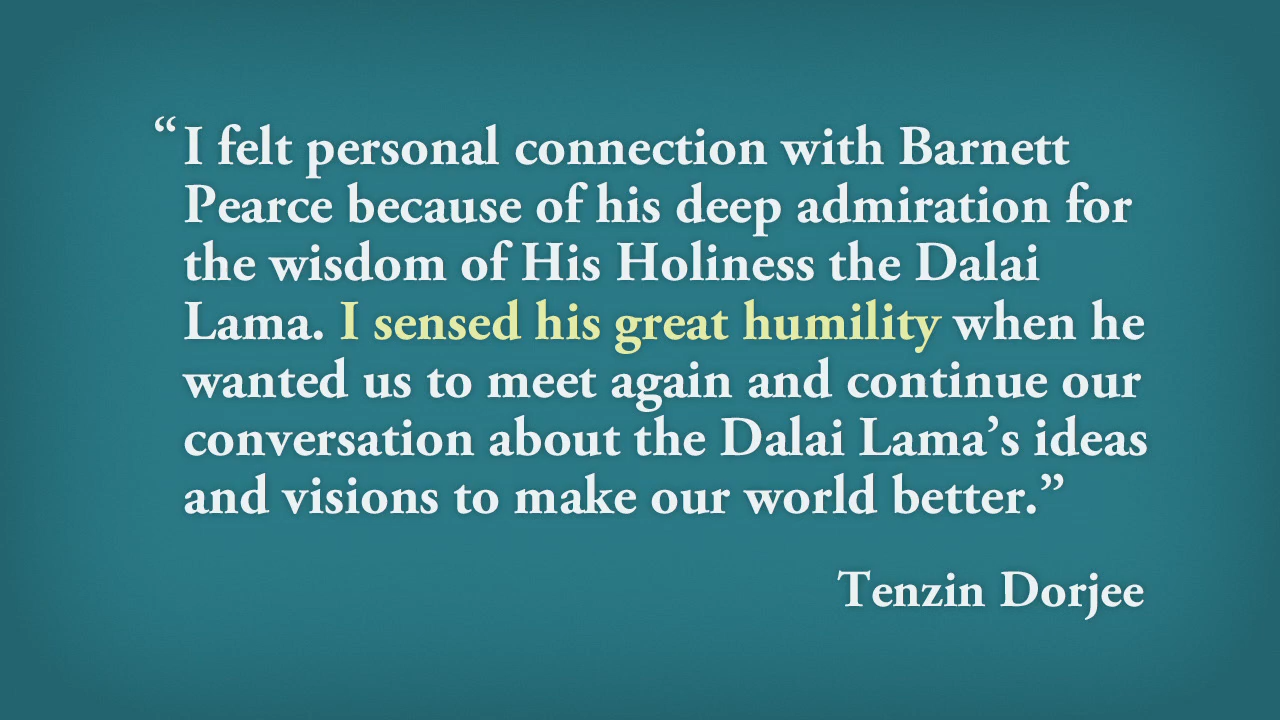 “I felt personal connection with Barnett
Pearce because of his deep admiration for
the wisdom of His Holiness the Dalai
Lama. I sensed his great humility when he
wanted us to meet again and continue our
conversation about the Dalai Lama’s ideas
and visions to make our world better.”
Tenzin Dorjee